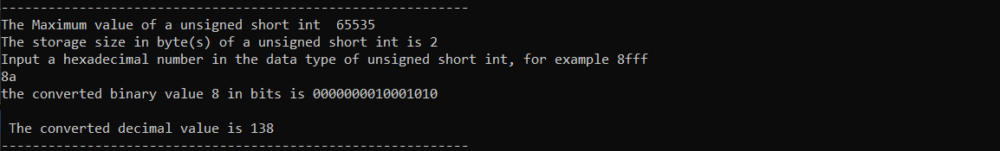 ------------------------------------------------------------
The Maximum value of a unsigned short int  65535
The storage size in byte(s) of a unsigned short int is 2
Input a hexadecimal number in the data type of unsigned short int, for example 8fff
8a
the converted binary value 8 in bits is 0000000010001010
 The converted decimal value is 138
------------------------------------------------------------